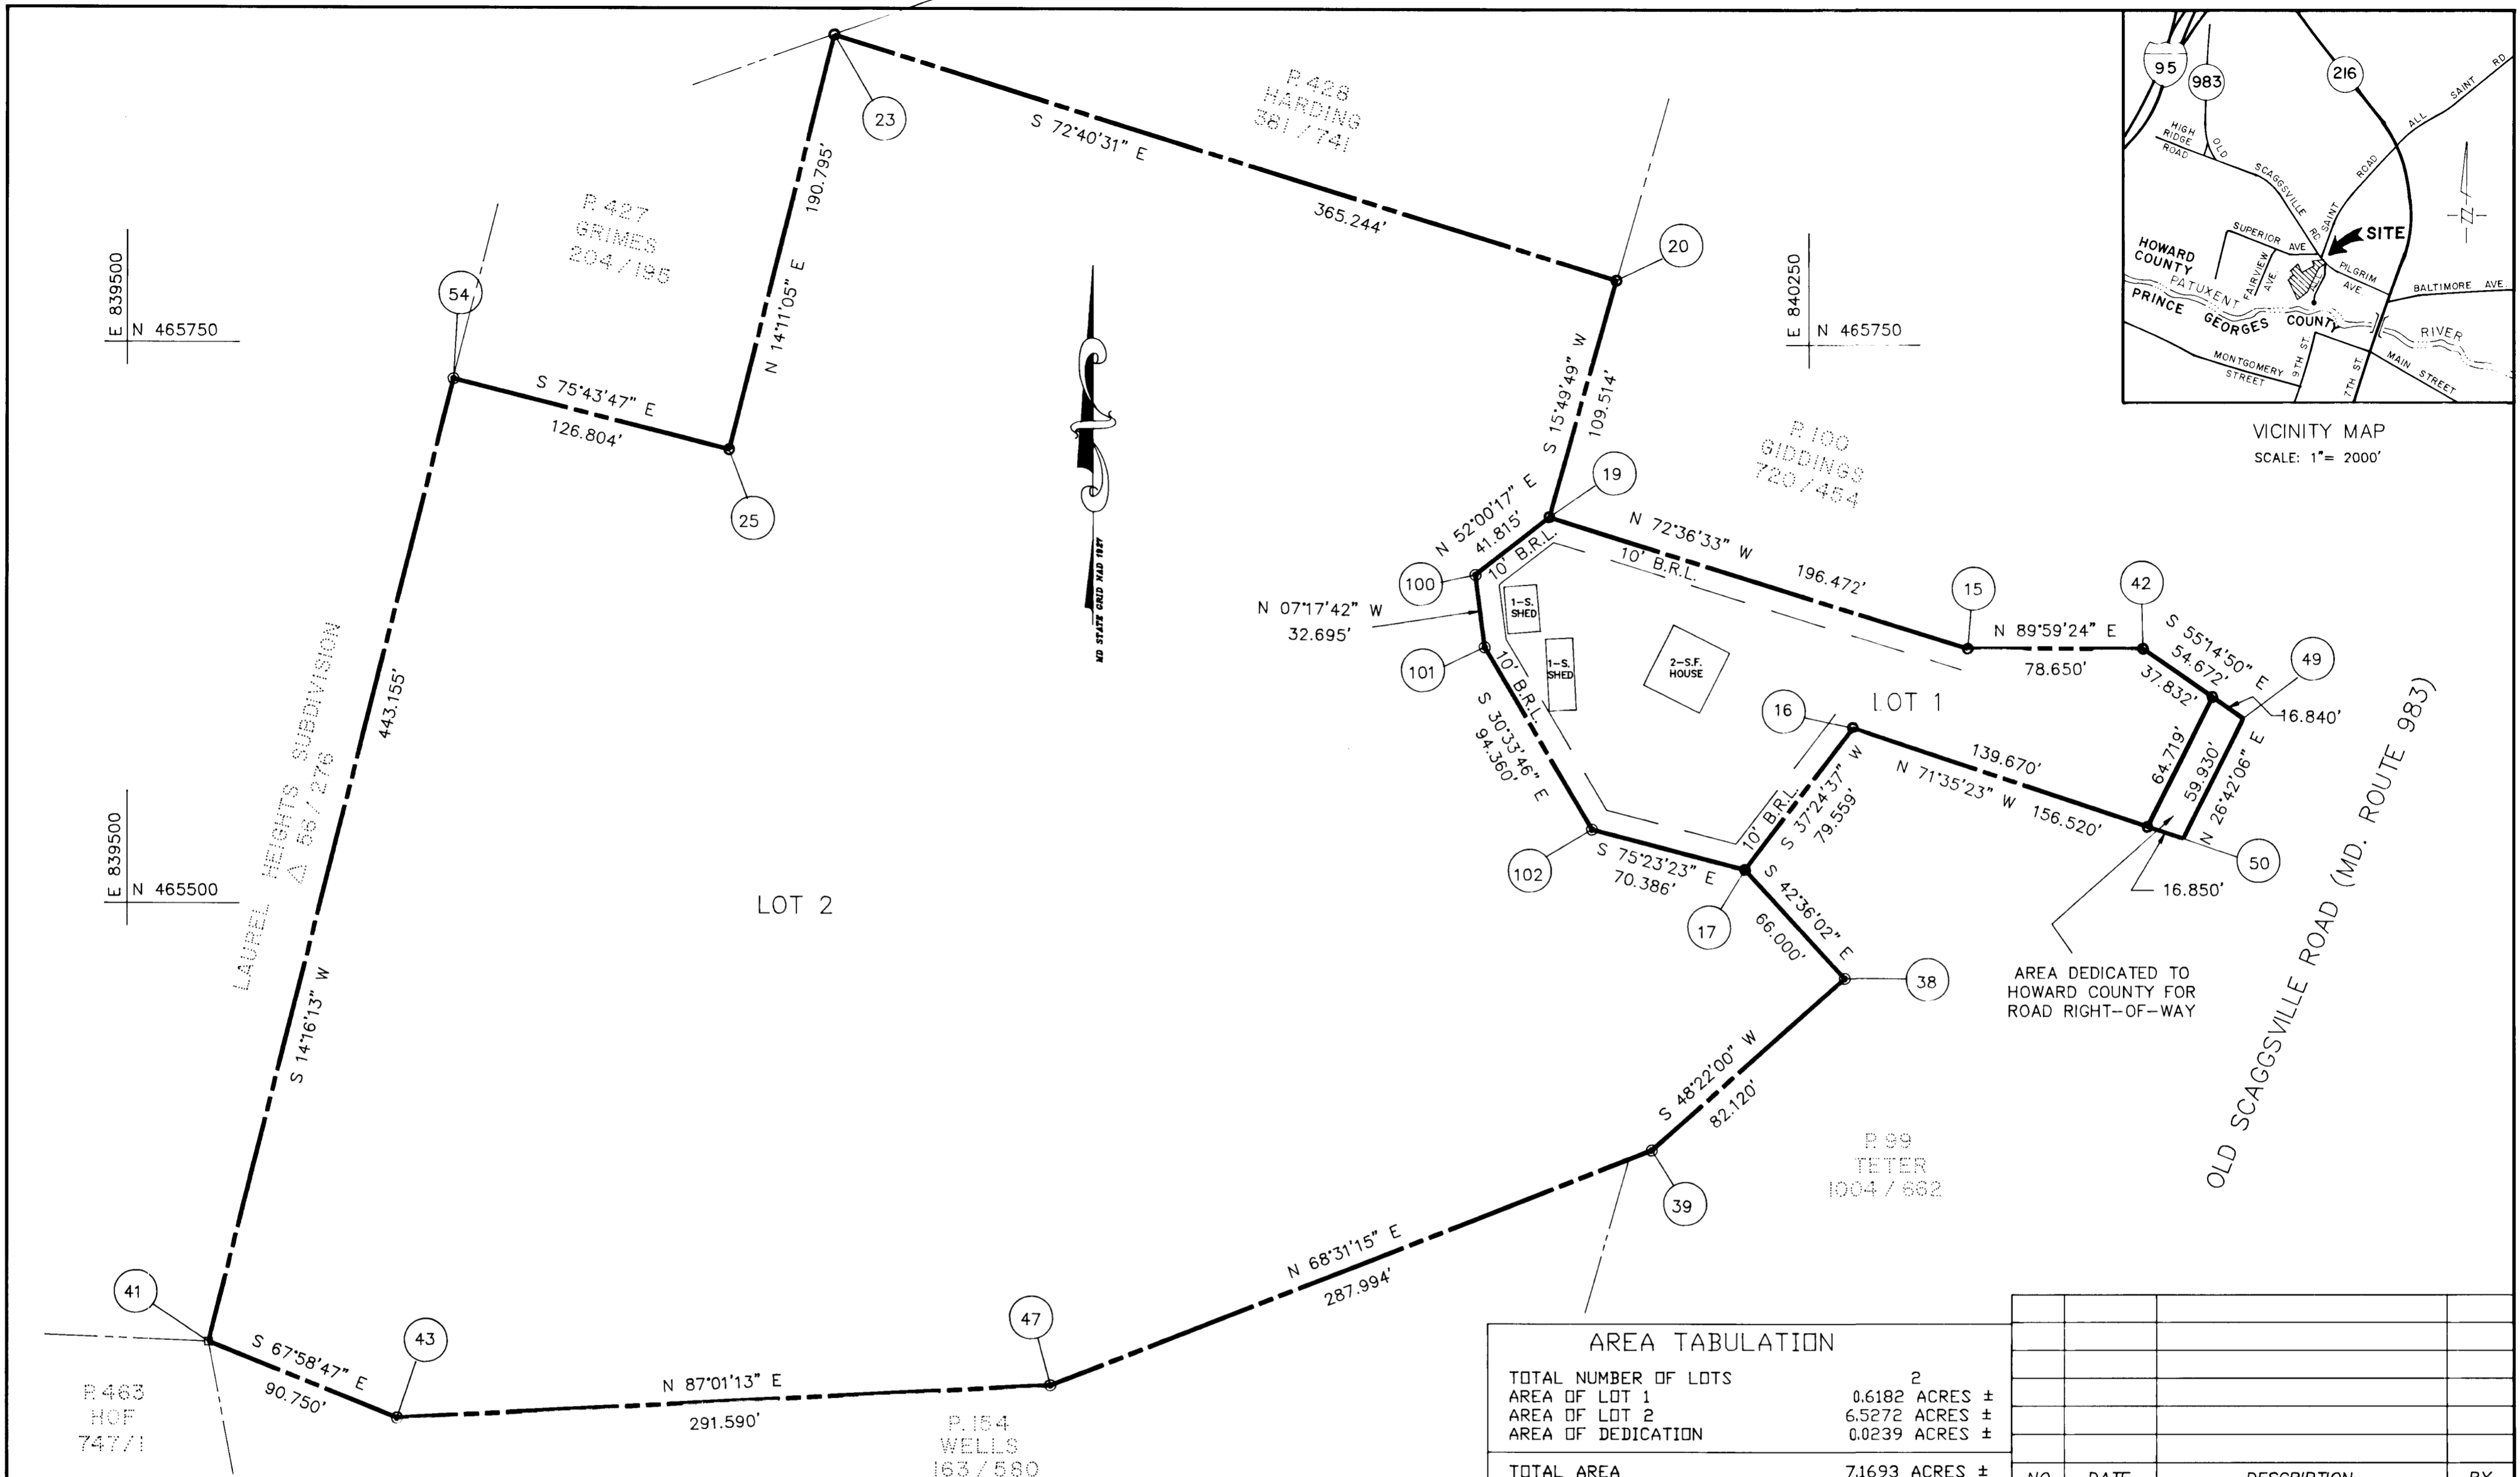 P. 428
HARDING
381 / 741
23
S 72°40'31" E
365.244'
20
P. 427
GRIMES
204 / 195
N 14°11'05" E
190.795'
54
E 839500
N 465750
S 75°43'47" E
126.804'
25
MD STATE GRID NAD 1927
E 840250
N 465750
S 15°49'49" W
109.514'
P. 100
GIDDINGS
720 / 454
19
N 52°00'17" E
41.815'
10' B.R.L.
N 72°36'33" W
10' B.R.L.
196.472'
100
N 07°17'42" W
32.695'
101
1-S.
SHED
1-S.
SHED
2-S.F.
HOUSE
10' B.R.L.
S 30°33'46" E
94.360'
15
42
N 89°59'24" E
78.650'
S 55°14'50" E
54.672'
37.832'
49
16.840'
LOT 1
16
139.670'
N 71°35'23" W
156.520'
64.719'
59.930'
N 26°42'06" E
50
16.850'
10' B.R.L.
S 37°24'37" W
79.559'
102
S 75°23'23" E
70.386'
17
S 42°36'02" E
66.000'
38
AREA DEDICATED TO
HOWARD COUNTY FOR
ROAD RIGHT-OF-WAY
OLD SCAGGSVILLE ROAD (MD. ROUTE 983)
LAUREL HEIGHTS SUBDIVISION
△ 56 / 276
443.155'
S 14°16'13" W
E 839500
N 465500
LOT 2
S 48°22'00" W
82.120'
39
P. 99
TETER
1004 / 662
N 68°31'15" E
287.994'
41
S 67°58'47" E
90.750'
43
N 87°01'13" E
291.590'
47
P. 463
HOF
747/1
P. 154
WELLS
163 / 580
95
983
216
ALL SAINT RD
HIGH
RIDGE
ROAD
OLD SCAGGSVILLE RD
ALL SAINT ROAD
SUPERIOR AVE
SITE
HOWARD
COUNTY
FAIRVIEW
AVE.
PILGRIM
AVE.
PATUXENT RIVER
BALTIMORE AVE.
PRINCE GEORGES COUNTY
MONTGOMERY
STREET
9TH ST.
7TH ST.
MAIN STREET
VICINITY MAP
SCALE: 1"= 2000'
AREA TABULATION
TOTAL NUMBER OF LOTS 2
AREA OF LOT 1 0.6182 ACRES ±
AREA OF LOT 2 6.5272 ACRES ±
AREA OF DEDICATION 0.0239 ACRES ±
TOTAL AREA 7.1693 ACRES ±
NO. DATE DESCRIPTION BY